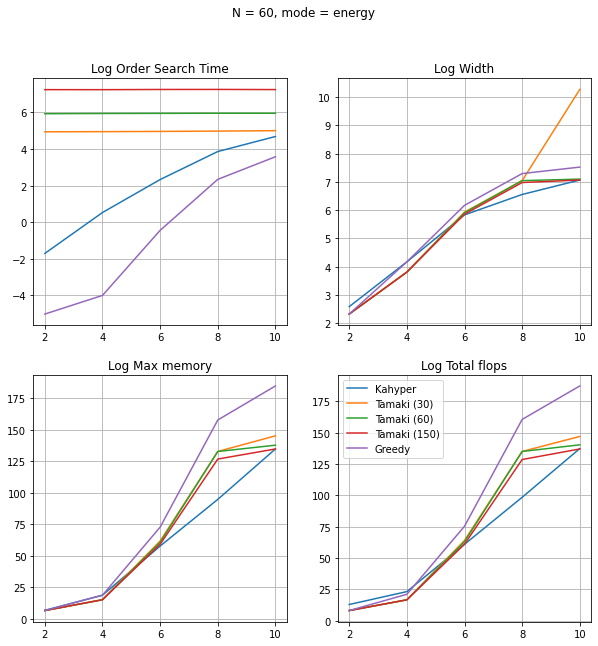 N = 60, mode = energy
Log Order Search Time
6
4
2
0
−2
−4
2 4 6 8 10
Log Width
10
9
8
7
6
5
4
3
2
2 4 6 8 10
Log Max memory
175
150
125
100
75
50
25
0
2 4 6 8 10
Log Total flops
175
150
125
100
75
50
25
0
Kahyper
Tamaki (30)
Tamaki (60)
Tamaki (150)
Greedy
2 4 6 8 10